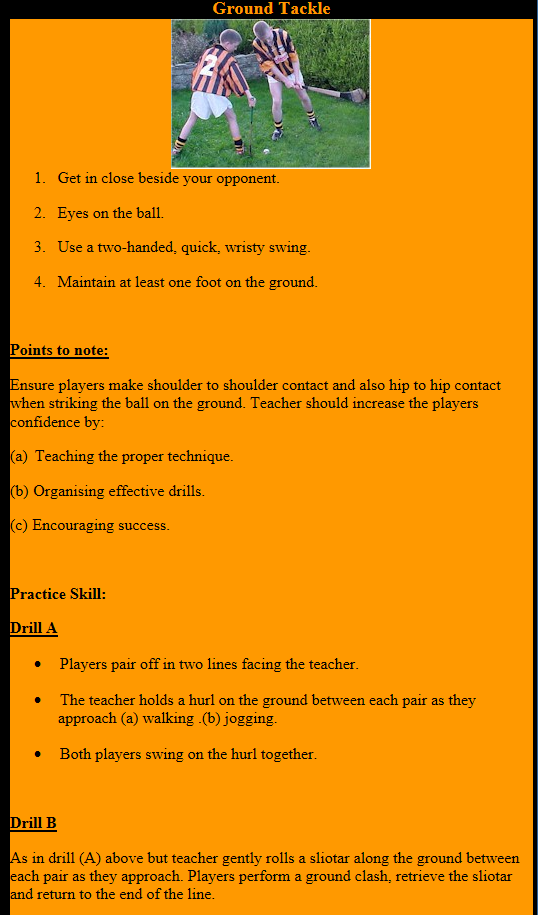 Ground Tackle
2
1. Get in close beside your opponent.
2. Eyes on the ball.
3. Use a two-handed, quick, wristy swing.
4. Maintain at least one foot on the ground.
Points to note:
Ensure players make shoulder to shoulder contact and also hip to hip contact
when striking the ball on the ground. Teacher should increase the players
confidence by:
(a) Teaching the proper technique.
(b) Organising effective drills.
(c) Encouraging success.
Practice Skill:
Drill A
• Players pair off in two lines facing the teacher.
• The teacher holds a hurl on the ground between each pair as they
approach (a) walking .(b) jogging.
• Both players swing on the hurl together.
Drill B
As in drill (A) above but teacher gently rolls a sliotar along the ground between
each pair as they approach. Players perform a ground clash, retrieve the sliotar
and return to the end of the line.